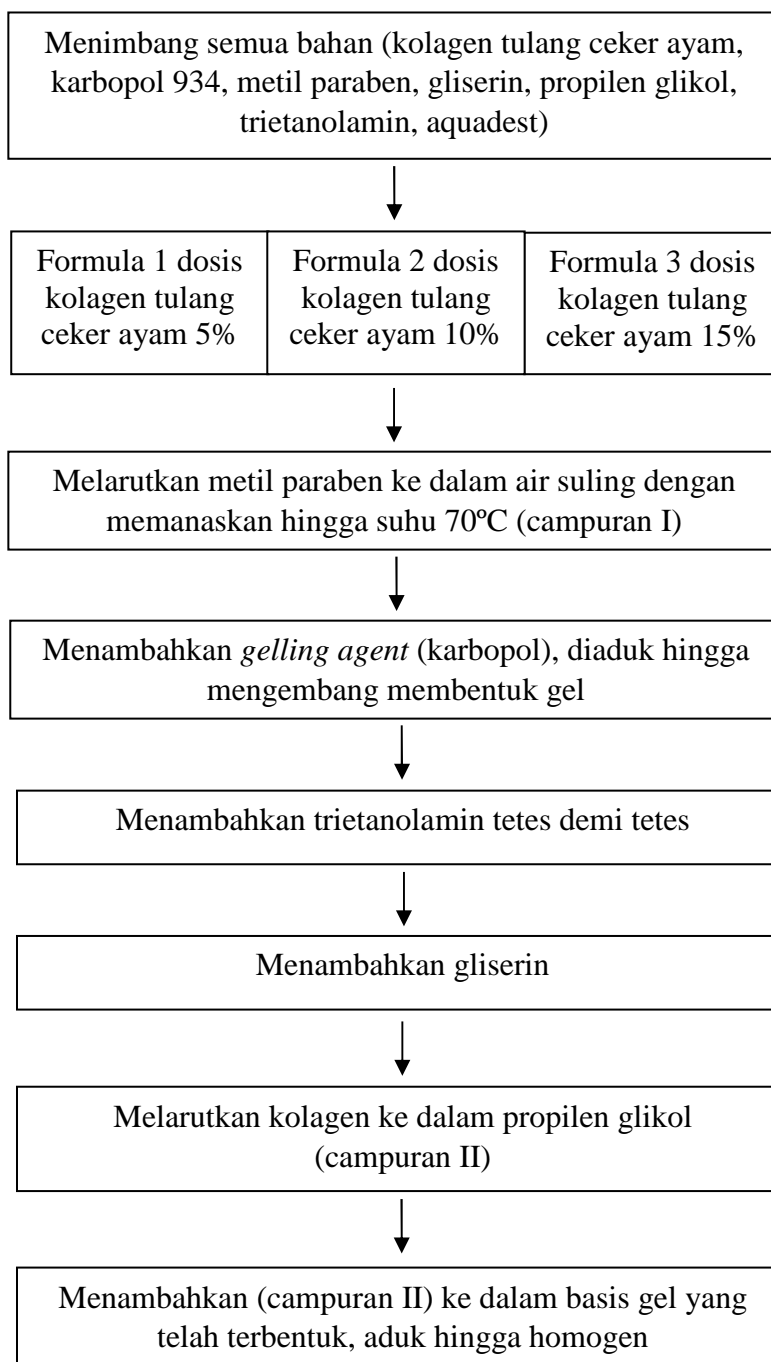 Menimbang semua bahan (kolagen tulang ceker ayam,
karbopol 934, metil paraben, gliserin, propilen glikol,
trietanolamin, aquadest)
Formula 1 dosis
kolagen tulang
ceker ayam 5%
Formula 2 dosis
kolagen tulang
ceker ayam 10%
Formula 3 dosis
kolagen tulang
ceker ayam 15%
Melarutkan metil paraben ke dalam air suling dengan
memanaskan hingga suhu 70ºC (campuran I)
Menambahkan gelling agent (karbopol), diaduk hingga
mengembang membentuk gel
Menambahkan trietanolamin tetes demi tetes
Menambahkan gliserin
Melarutkan kolagen ke dalam propilen glikol
(campuran II)
Menambahkan (campuran II) ke dalam basis gel yang
telah terbentuk, aduk hingga homogen